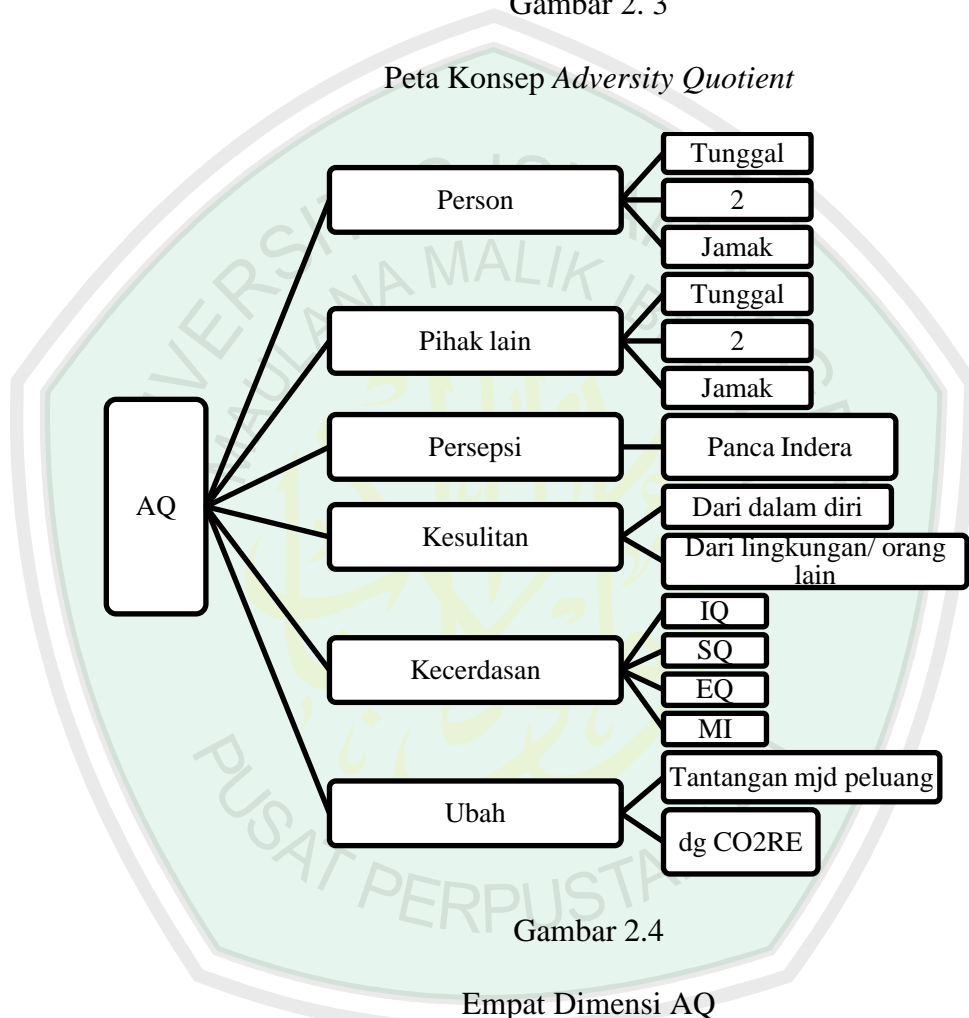 Gambar 2. 3
Peta Konsep Adversity Quotient
AQ
Person
Tunggal
2
Jamak
Pihak lain
Tunggal
2
Jamak
Persepsi
Panca Indera
Kesulitan
Dari dalam diri
Dari lingkungan/ orang
lain
Kecerdasan
IQ
SQ
EQ
MI
Ubah
Tantangan mjd peluang
dg CO2RE
Gambar 2.4
Empat Dimensi AQ
MALIK
PUSAT